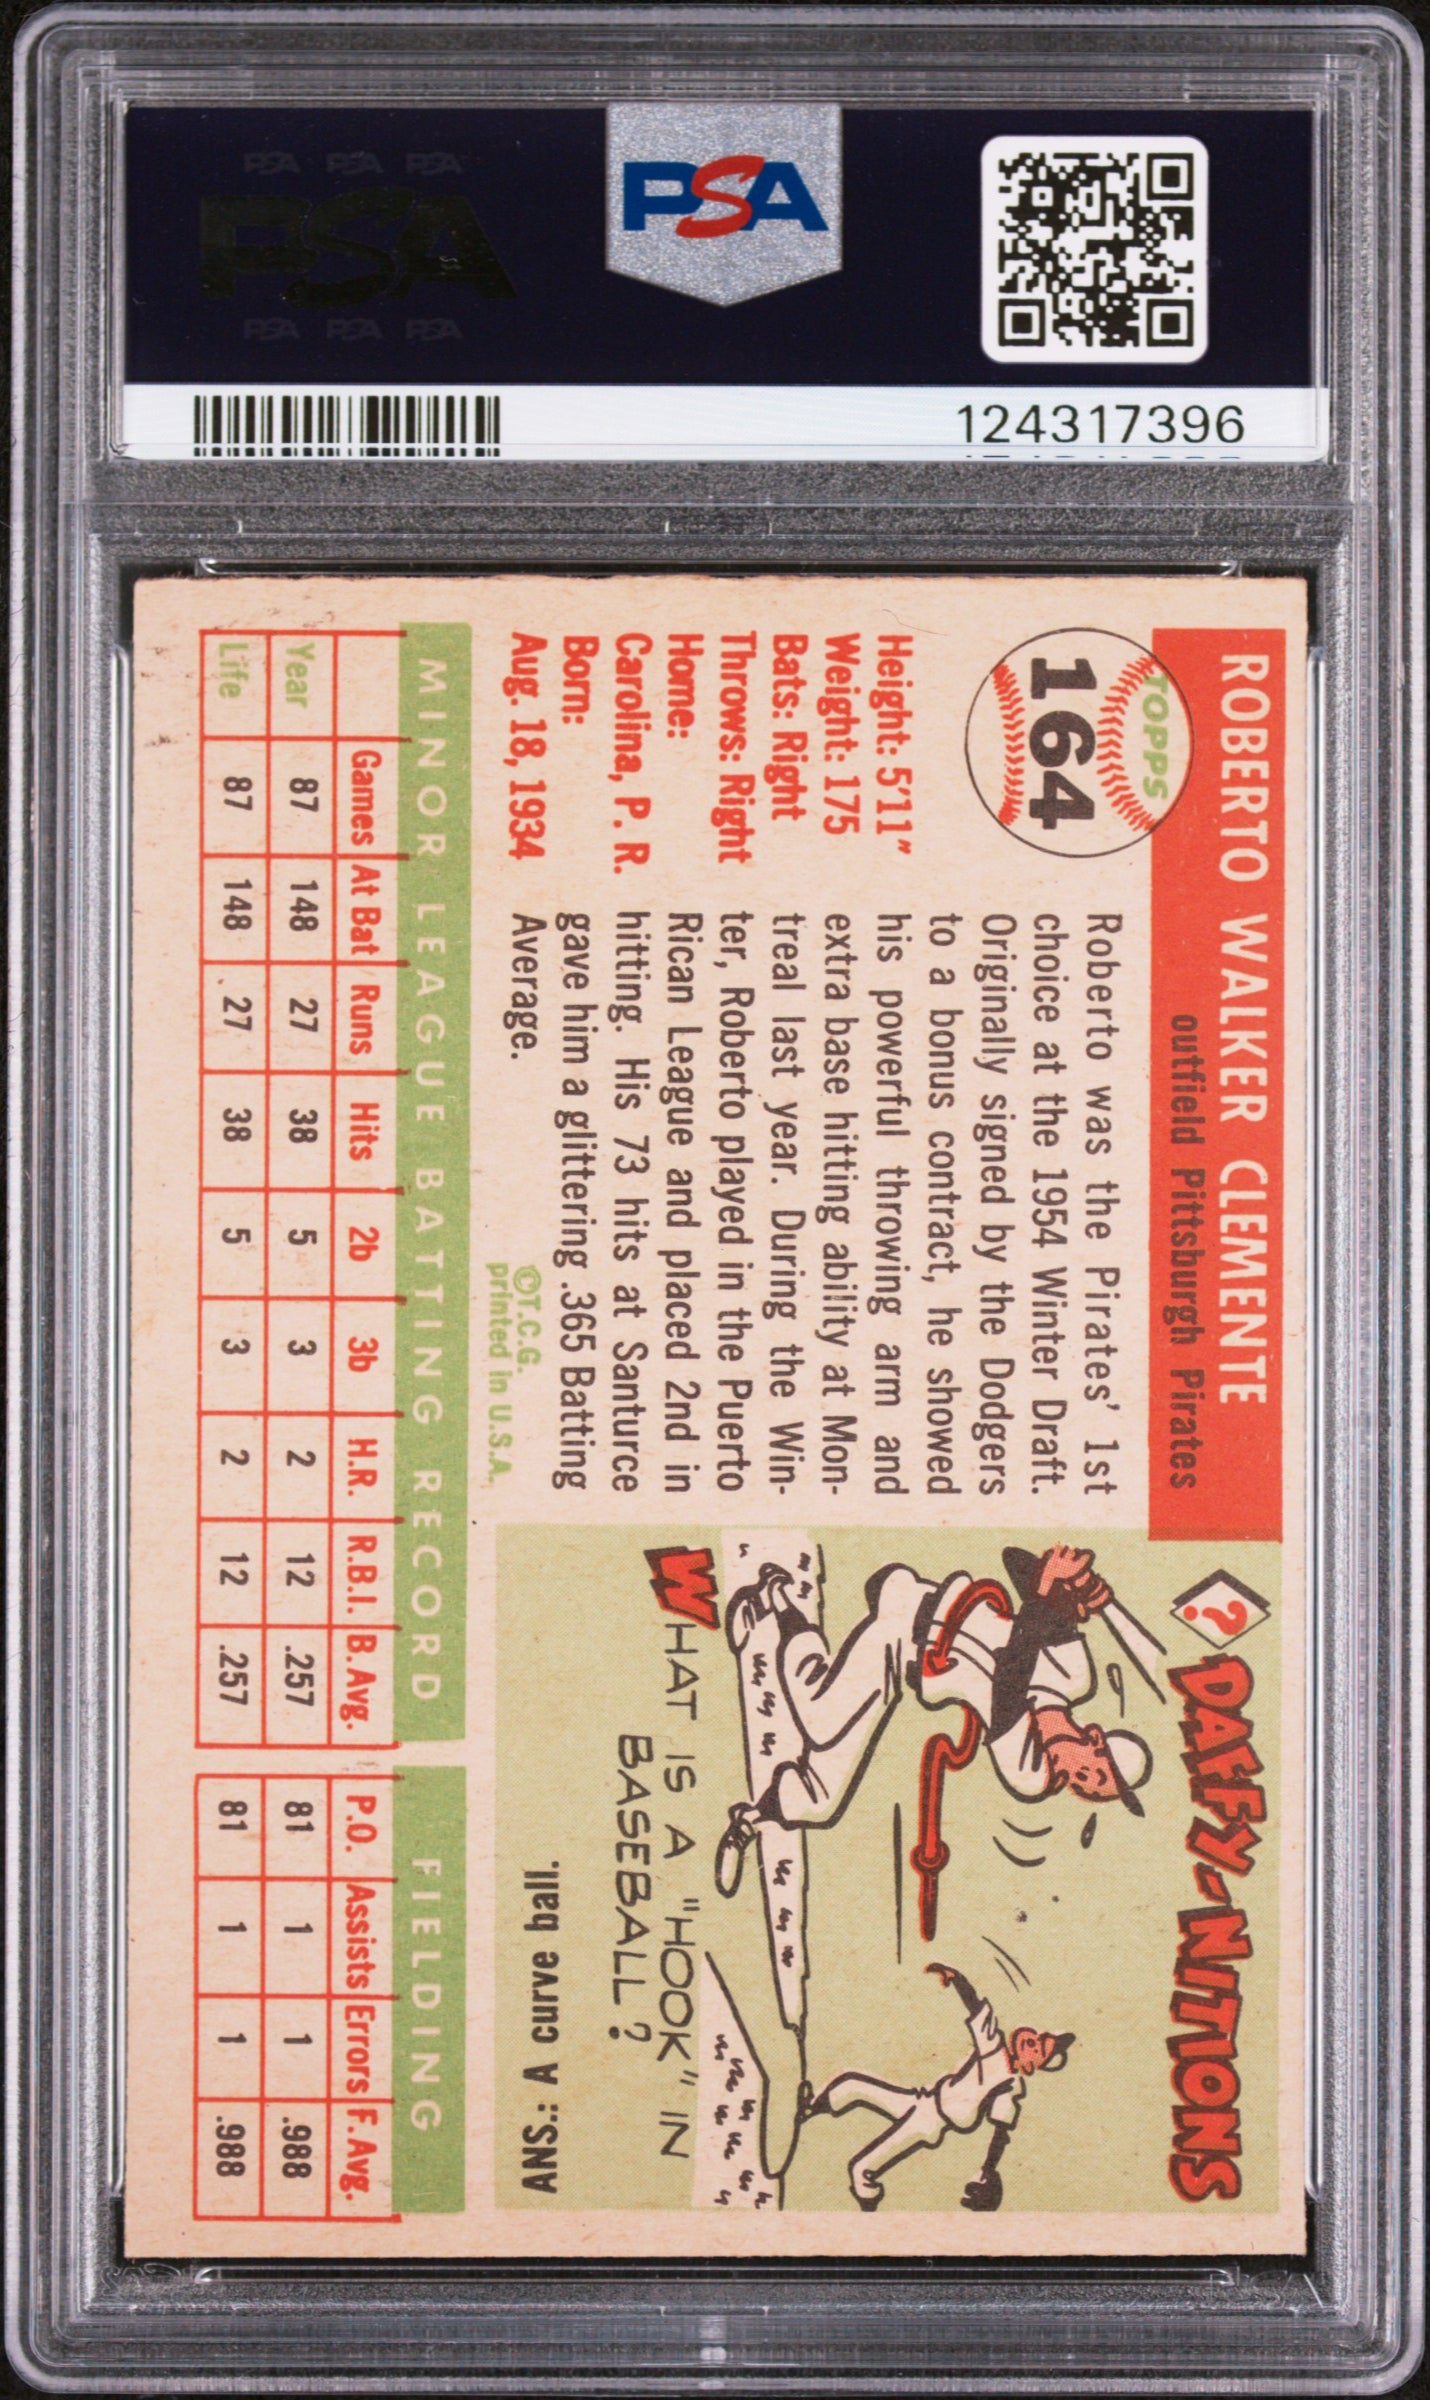 PSA PSA PSA
PSA
PSA PSA PSA
PSA
124317396
ROBERTO WALKER CLEMENTE
outfield Pittsburgh Pirates
TOPPS
164
Height: 5'11"
Weight: 175
Bats: Right
Throws: Right
Home:
Carolina, P. R.
Born:
Aug. 18, 1934
Roberto was the Pirates' 1st
choice at the 1954 Winter Draft.
Originally signed by the Dodgers
to a bonus contract, he showed
his powerful throwing arm and
extra base hitting ability at Mon-
treal last year. During the Win-
ter, Roberto played in the Puerto
Rican League and placed 2nd in
hitting. His 73 hits at Santurce
gave him a glittering .365 Batting
Average.
©T.C.G.
printed in U.S.A.
? DAFFY-NITIONS
WHAT IS A "HOOK" IN
BASEBALL?
ANS.: A curve ball.
MINOR LEAGUE BATTING RECORD FIELDING
Games At Bat Runs Hits 2b 3b H.R. R.B.I. B. Avg. P.O. Assists Errors F. Avg.
Year 87 148 27 38 5 3 2 12 .257 81 1 1 .988
Life 87 148 27 38 5 3 2 12 .257 81 1 1 .988